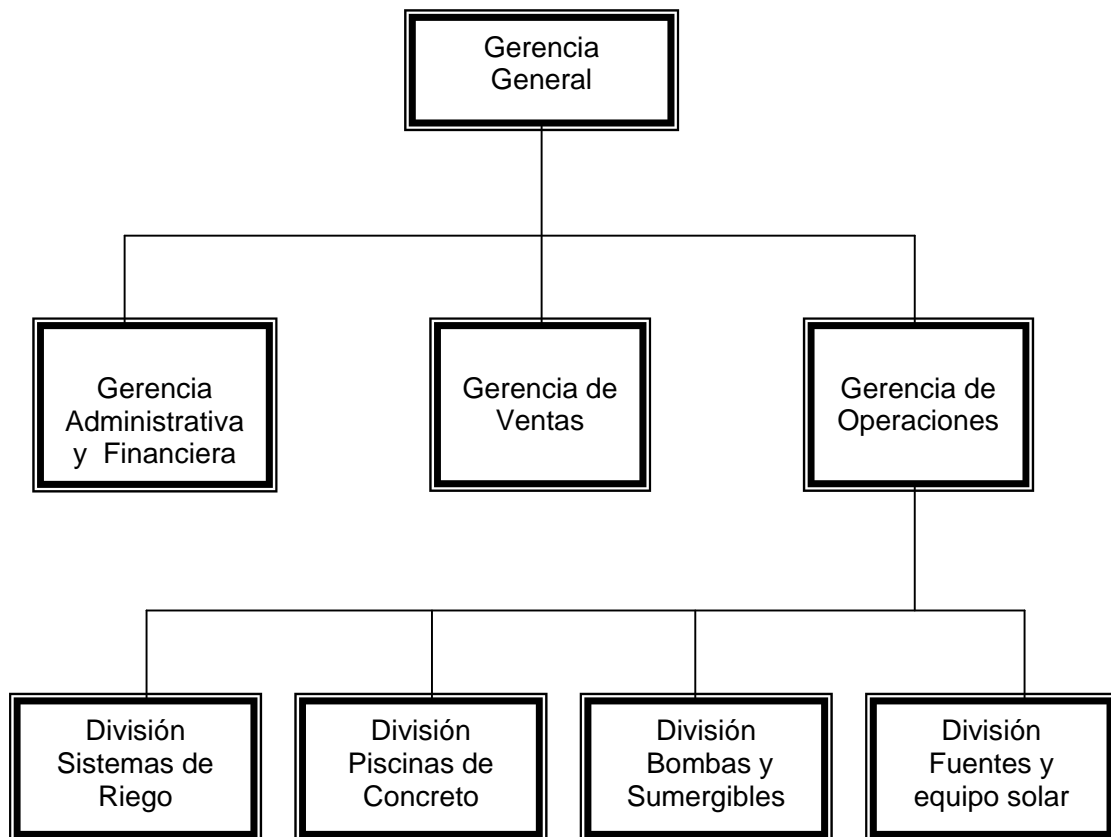 Gerencia
General
Gerencia
Administrativa
y Financiera
Gerencia de
Ventas
Gerencia de
Operaciones
División
Sistemas de
Riego
División
Piscinas de
Concreto
División
Bombas y
Sumergibles
División
Fuentes y
equipo solar